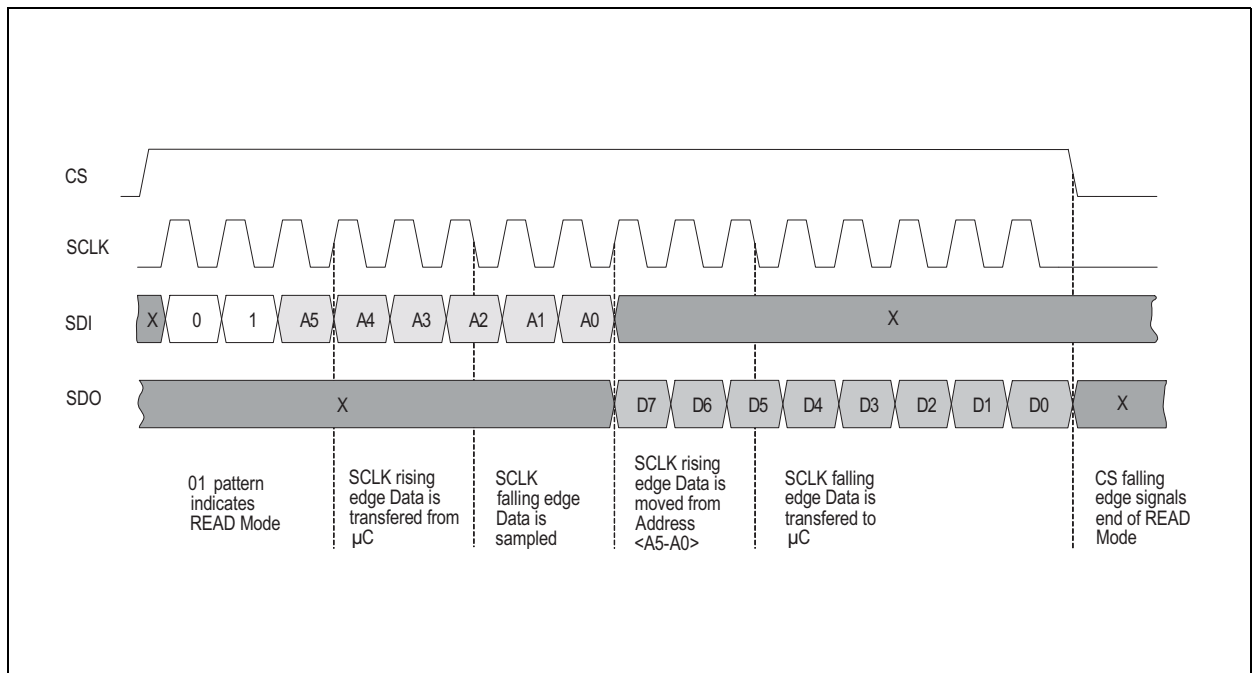 CS
SCLK
SDI
X 0 1 A5 A4 A3 A2 A1 A0 X
SDO
X D7 D6 D5 D4 D3 D2 D1 D0 X
01 pattern
indicates
READ Mode
SCLK rising
edge Data is
transfered from
µC
SCLK
falling edge
Data is
sampled
SCLK rising
edge Data is
moved from
Address
<A5-A0>
SCLK falling
edge Data is
transfered to
µC
CS falling
edge signals
end of READ
Mode